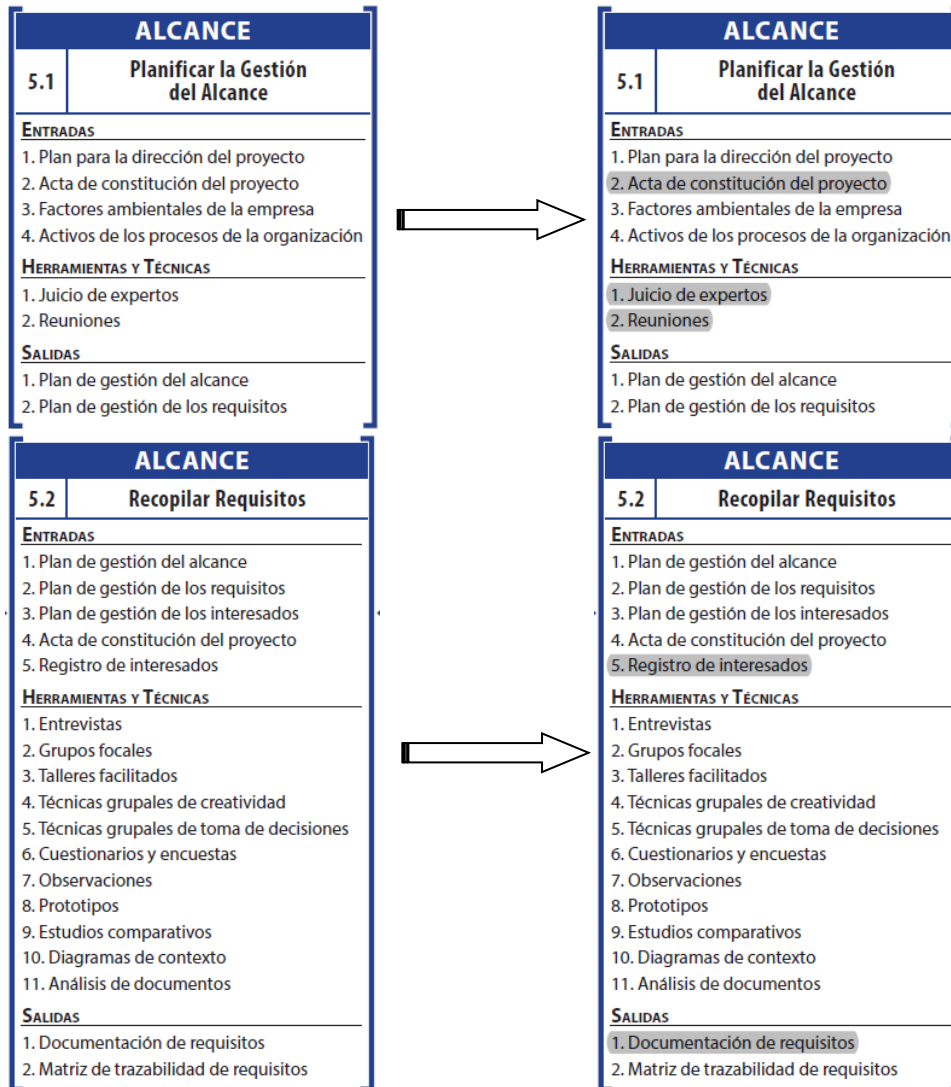 ALCANCE
5.1 Planificar la Gestión
del Alcance
ENTRADAS
1. Plan para la dirección del proyecto
2. Acta de constitución del proyecto
3. Factores ambientales de la empresa
4. Activos de los procesos de la organización
HERRAMIENTAS Y TÉCNICAS
1. Juicio de expertos
2. Reuniones
SALIDAS
1. Plan de gestión del alcance
2. Plan de gestión de los requisitos
ALCANCE
5.1 Planificar la Gestión
del Alcance
ENTRADAS
1. Plan para la dirección del proyecto
2. Acta de constitución del proyecto
3. Factores ambientales de la empresa
4. Activos de los procesos de la organización
HERRAMIENTAS Y TÉCNICAS
1. Juicio de expertos
2. Reuniones
SALIDAS
1. Plan de gestión del alcance
2. Plan de gestión de los requisitos
ALCANCE
5.2 Recopilar Requisitos
ENTRADAS
1. Plan de gestión del alcance
2. Plan de gestión de los requisitos
3. Plan de gestión de los interesados
4. Acta de constitución del proyecto
5. Registro de interesados
HERRAMIENTAS Y TÉCNICAS
1. Entrevistas
2. Grupos focales
3. Talleres facilitados
4. Técnicas grupales de creatividad
5. Técnicas grupales de toma de decisiones
6. Cuestionarios y encuestas
7. Observaciones
8. Prototipos
9. Estudios comparativos
10. Diagramas de contexto
11. Análisis de documentos
SALIDAS
1. Documentación de requisitos
2. Matriz de trazabilidad de requisitos
ALCANCE
5.2 Recopilar Requisitos
ENTRADAS
1. Plan de gestión del alcance
2. Plan de gestión de los requisitos
3. Plan de gestión de los interesados
4. Acta de constitución del proyecto
5. Registro de interesados
HERRAMIENTAS Y TÉCNICAS
1. Entrevistas
2. Grupos focales
3. Talleres facilitados
4. Técnicas grupales de creatividad
5. Técnicas grupales de toma de decisiones
6. Cuestionarios y encuestas
7. Observaciones
8. Prototipos
9. Estudios comparativos
10. Diagramas de contexto
11. Análisis de documentos
SALIDAS
1. Documentación de requisitos
2. Matriz de trazabilidad de requisitos